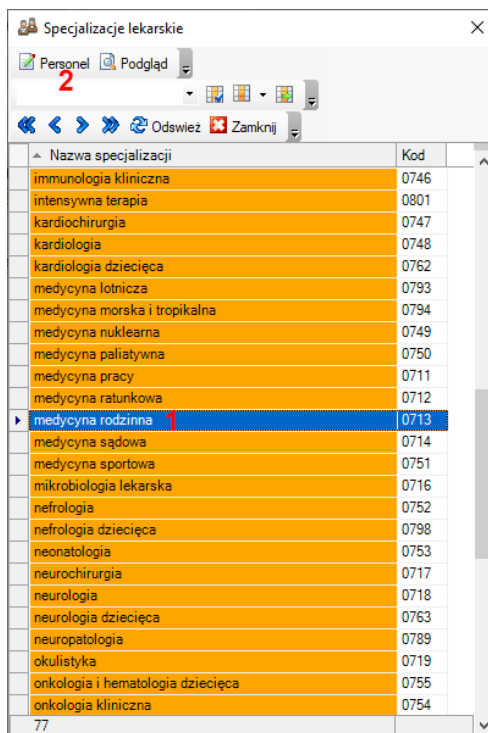 Specjalizacje lekarskie
Personel Podgląd
2
Odswież Zamknij
Nazwa specjalizacji Kod
immunologia kliniczna 0746
intensywna terapia 0801
kardiochirurgia 0747
kardiologia 0748
kardiologia dziecięca 0762
medycyna lotnicza 0793
medycyna morska i tropikalna 0794
medycyna nuklearna 0749
medycyna paliatywna 0750
medycyna pracy 0711
medycyna ratunkowa 0712
medycyna rodzinna 1 0713
medycyna sądowa 0714
medycyna sportowa 0751
mikrobiologia lekarska 0716
nefrologia 0752
nefrologia dziecięca 0798
neonatologia 0753
neurochirurgia 0717
neurologia 0718
neurologia dziecięca 0763
neuropatologia 0789
okulistyka 0719
onkologia i hematologia dziecięca 0755
onkologia kliniczna 0754
77